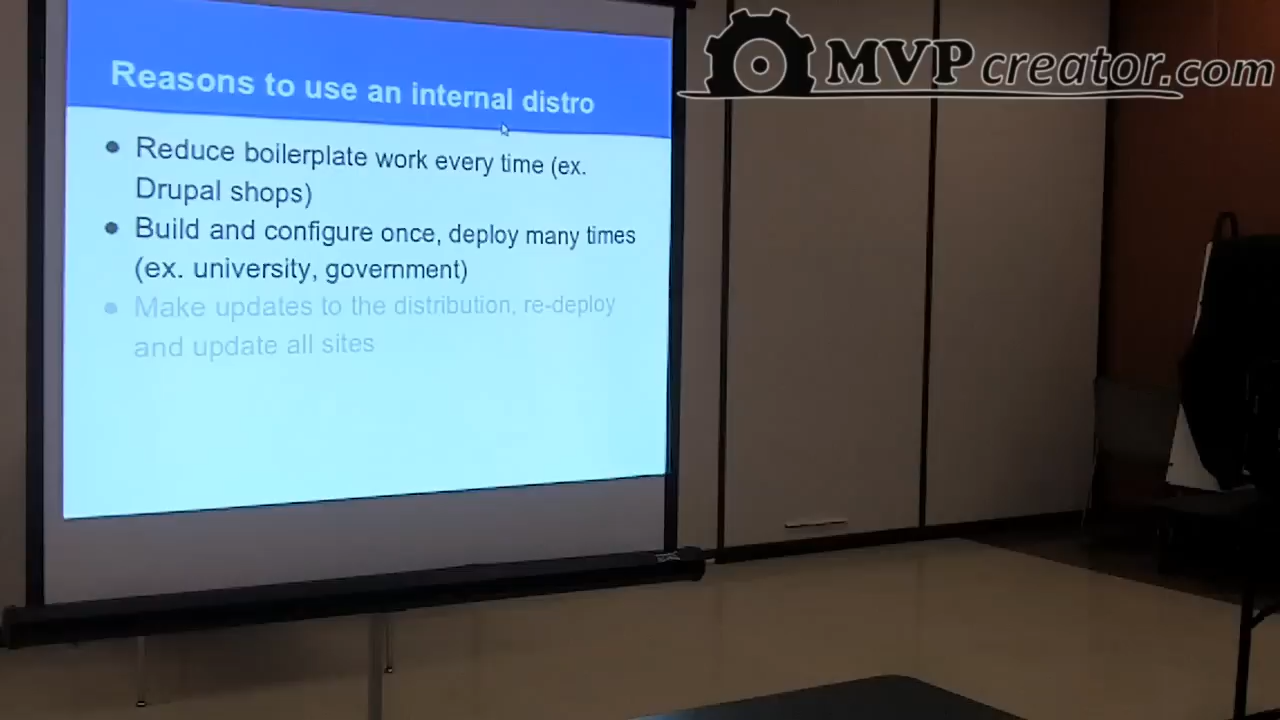 MVPcreator.com
Reasons to use an internal distro
Reduce boilerplate work every time (ex.
Drupal shops)
Build and configure once, deploy many times
(ex. university, government)
Make updates to the distribution, re-deploy
and update all sites